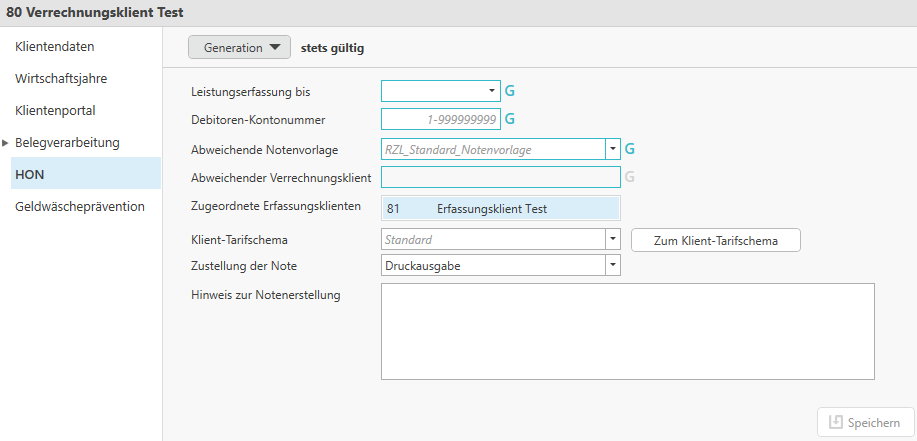 80 Verrechnungsklient Test
Klientendaten
Wirtschaftsjahre
Klientenportal
Belegverarbeitung
HON
Geldwäscheprävention
Generation stets gültig
Leistungserfassung bis G
Debitoren-Kontonummer 1-999999999 G
Abweichende Notenvorlage RZL_Standard_Notenvorlage G
Abweichender Verrechnungsklient G
Zugeordnete Erfassungsklienten 81 Erfassungsklient Test
Klient-Tarifschema Standard Zum Klient-Tarifschema
Zustellung der Note Druckausgabe
Hinweis zur Notenerstellung
Speichern